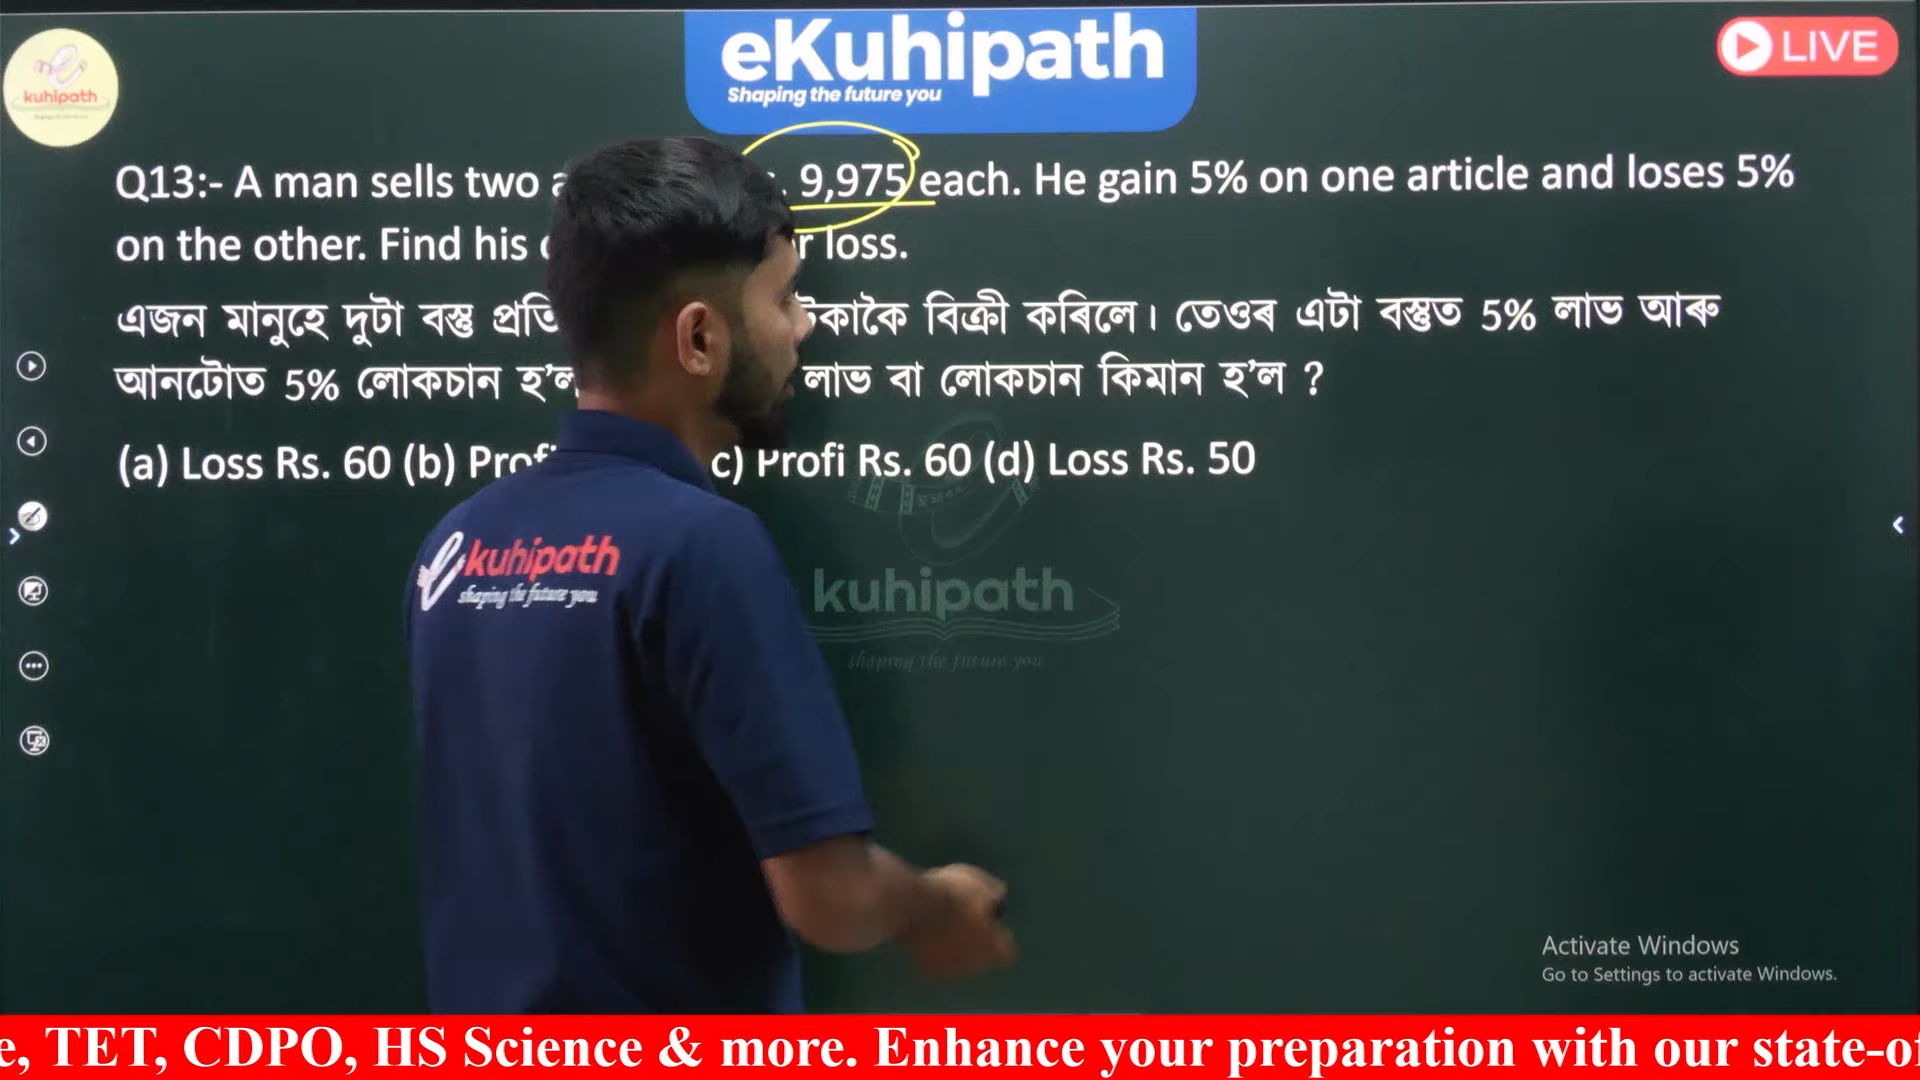 eKuhipath
Shaping the future you
LIVE
kuhipath
Q13:- A man sells two 9,975 each. He gain 5% on one article and loses 5%
on the other. Find his loss.
এজন মানুহে দুটা বস্তু বিক্ৰী কৰিলে। তেওৰ এটা বস্তুত 5% লাভ আৰু
আনটোত 5% লোকচান লাভ বা লোকচান কিমান হ’ল ?
(a) Loss Rs. 60 (b) c) Profi Rs. 60 (d) Loss Rs. 50
kuhipath
shaping the future you
kuhipath
shaping the future you
Activate Windows
Go to Settings to activate Windows.
TET, CDPO, HS Science & more. Enhance your preparation with our